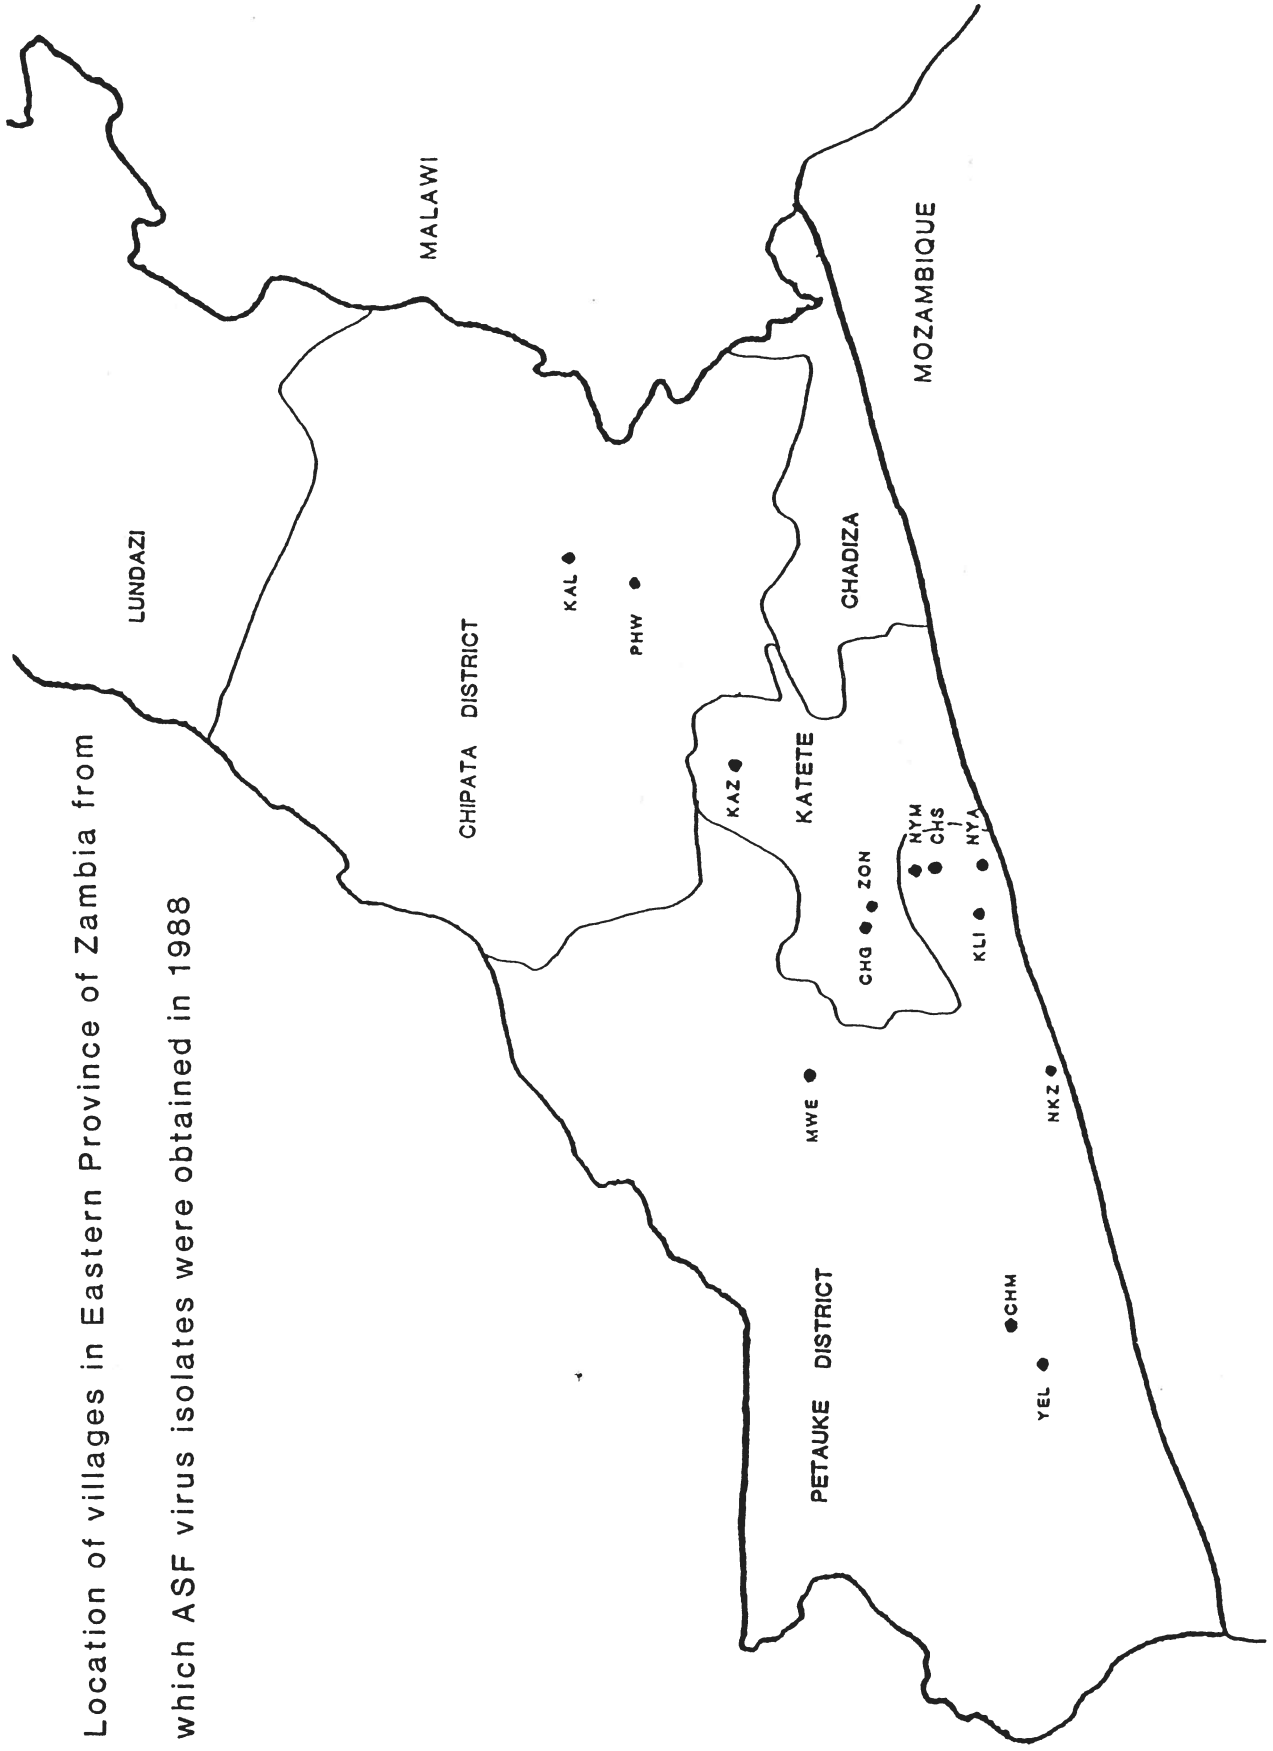 Location of villages in Eastern Province of Zambia from
which ASF virus isolates were obtained in 1988
LUNDAZI
MALAWI
CHIPATA DISTRICT
KAL
PHW
KAZ
KATETE
CHADIZA
MOZAMBIQUE
ZON
CHG
NYM
CHS
NYA
KLI
MWE
NKZ
PETAUKE DISTRICT
CHM
YEL